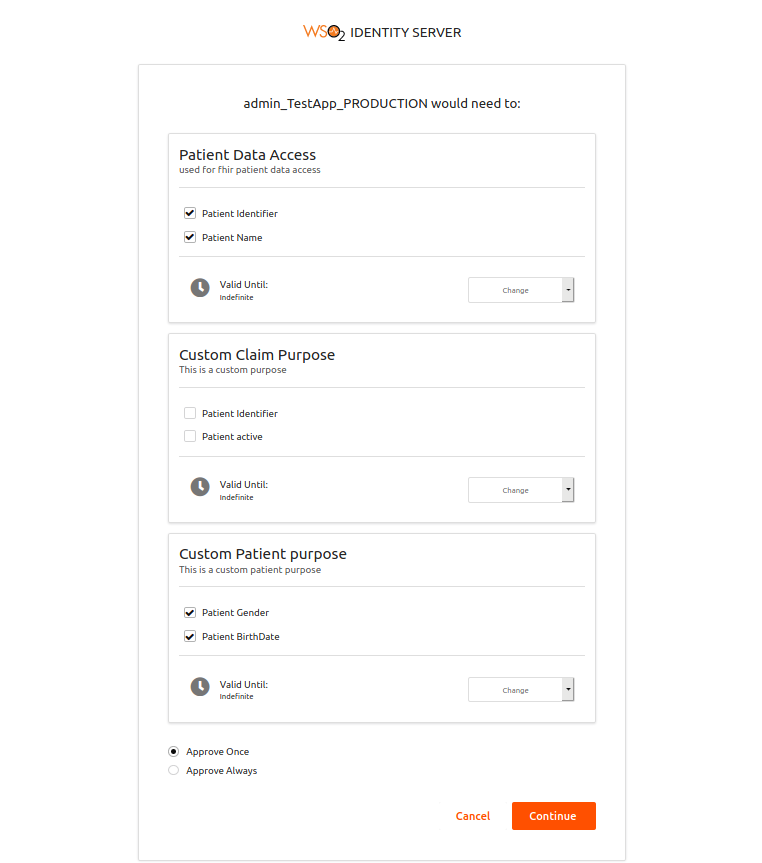 WSO2 IDENTITY SERVER
admin_TestApp_PRODUCTION would need to:
Patient Data Access
used for fhir patient data access
Patient Identifier
Patient Name
Valid Until:
Indefinite
Change
Custom Claim Purpose
This is a custom purpose
Patient Identifier
Patient active
Valid Until:
Indefinite
Change
Custom Patient purpose
This is a custom patient purpose
Patient Gender
Patient BirthDate
Valid Until:
Indefinite
Change
Approve Once
Approve Always
Cancel Continue